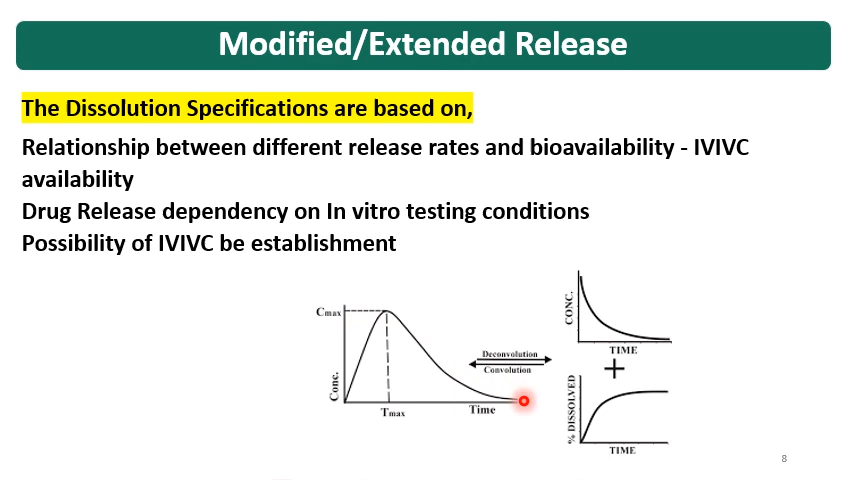 Modified/Extended Release
The Dissolution Specifications are based on,
Relationship between different release rates and bioavailability - IVIVC
availability
Drug Release dependency on In vitro testing conditions
Possibility of IVIVC be establishment
Cmax
Conc.
Tmax
Time
Deconvolution
Convolution
CONC.
TIME
+
% DISSOLVED
TIME
8